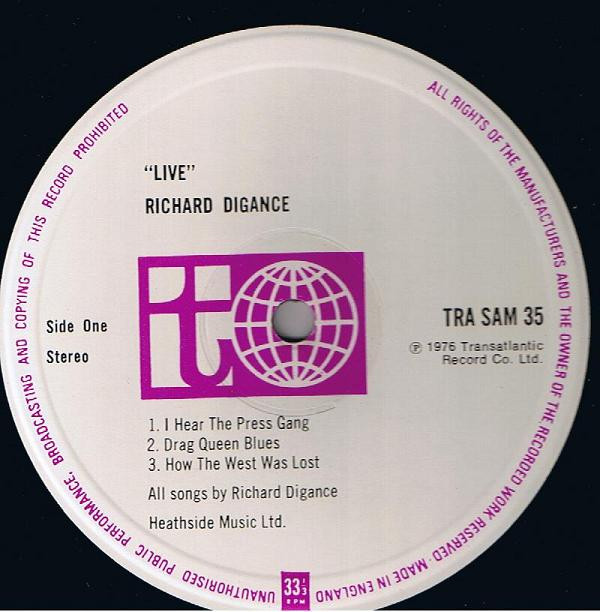 "LIVE"
RICHARD DIGANCE
t
Side One
Stereo
TRA SAM 35
℗ 1976 Transatlantic
Record Co. Ltd.
1. I Hear The Press Gang
2. Drag Queen Blues
3. How The West Was Lost
All songs by Richard Digance
Heathside Music Ltd.
ALL RIGHTS OF THE MANUFACTURERS AND THE OWNER OF THE RECORDED WORK RESERVED · MADE IN ENGLAND
33 1/3
RPM
UNAUTHORISED PUBLIC PERFORMANCE, BROADCASTING AND COPYING OF THIS RECORD PROHIBITED